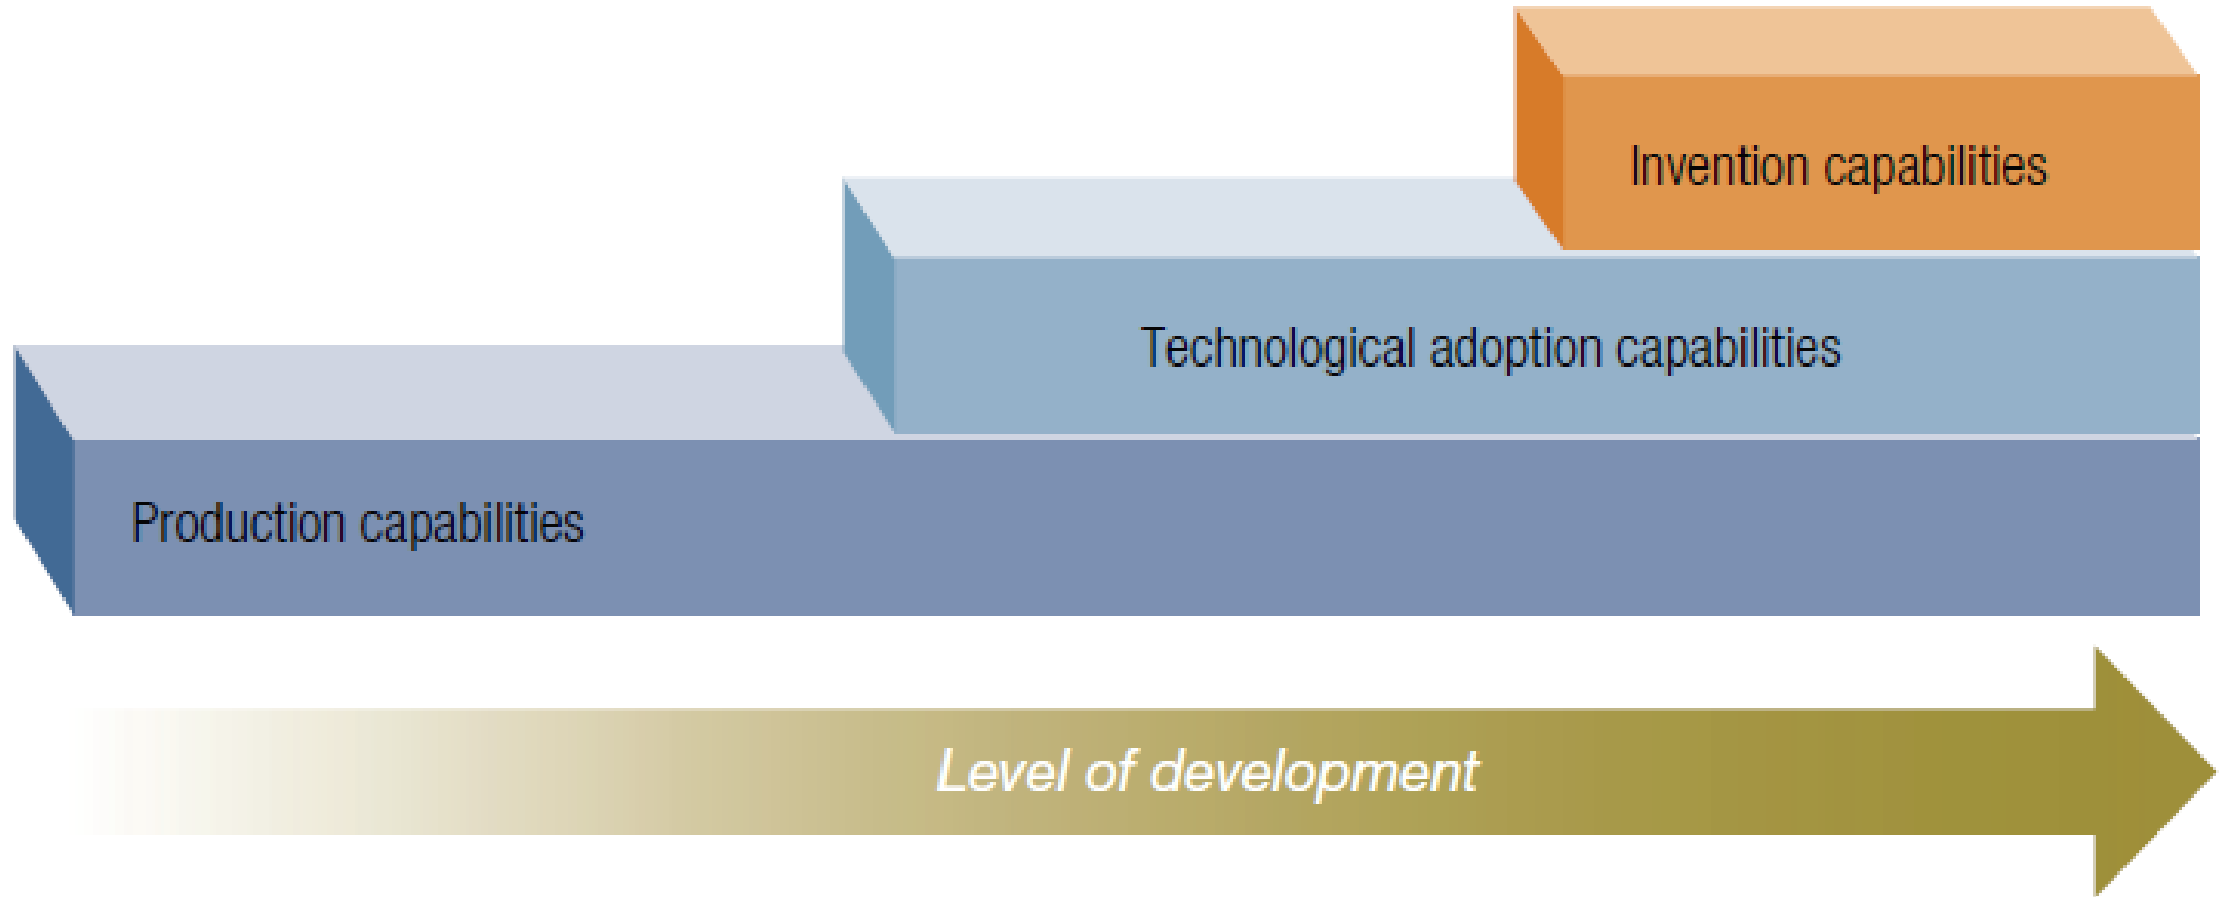 Invention capabilities
Technological adoption capabilities
Production capabilities
Level of development